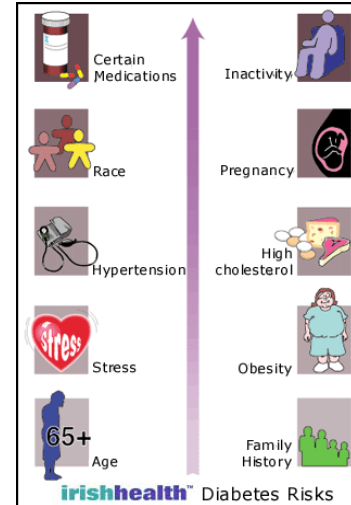 Certain
Medications
Inactivity
Race
Pregnancy
Hypertension
High
cholesterol
stress
Stress
Obesity
65+
Age
Family
History
irishhealth™ Diabetes Risks